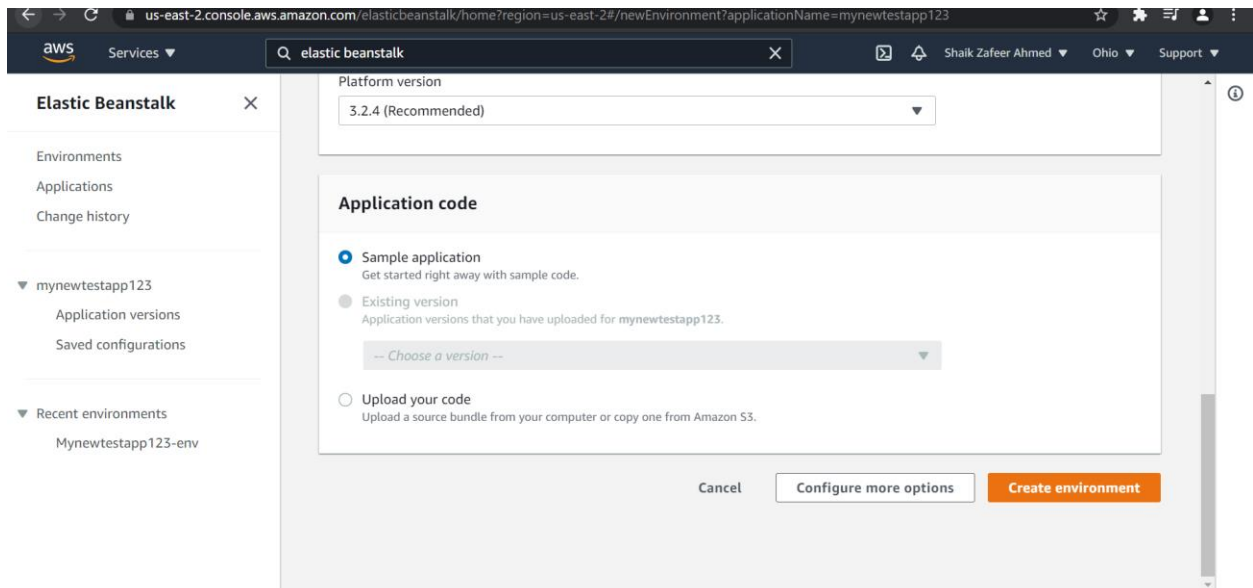 us-east-2.console.aws.amazon.com/elasticbeanstalk/home?region=us-east-2#/newEnvironment?applicationName=mynewtestapp123
aws Services ▼ elastic beanstalk Shaik Zafeer Ahmed ▼ Ohio ▼ Support ▼
Elastic Beanstalk
Environments
Applications
Change history
mynewtestapp123
Application versions
Saved configurations
Recent environments
Mynewtestapp123-env
Platform version
3.2.4 (Recommended)
Application code
Sample application
Get started right away with sample code.
Existing version
Application versions that you have uploaded for mynewtestapp123.
-- Choose a version --
Upload your code
Upload a source bundle from your computer or copy one from Amazon S3.
Cancel Configure more options Create environment